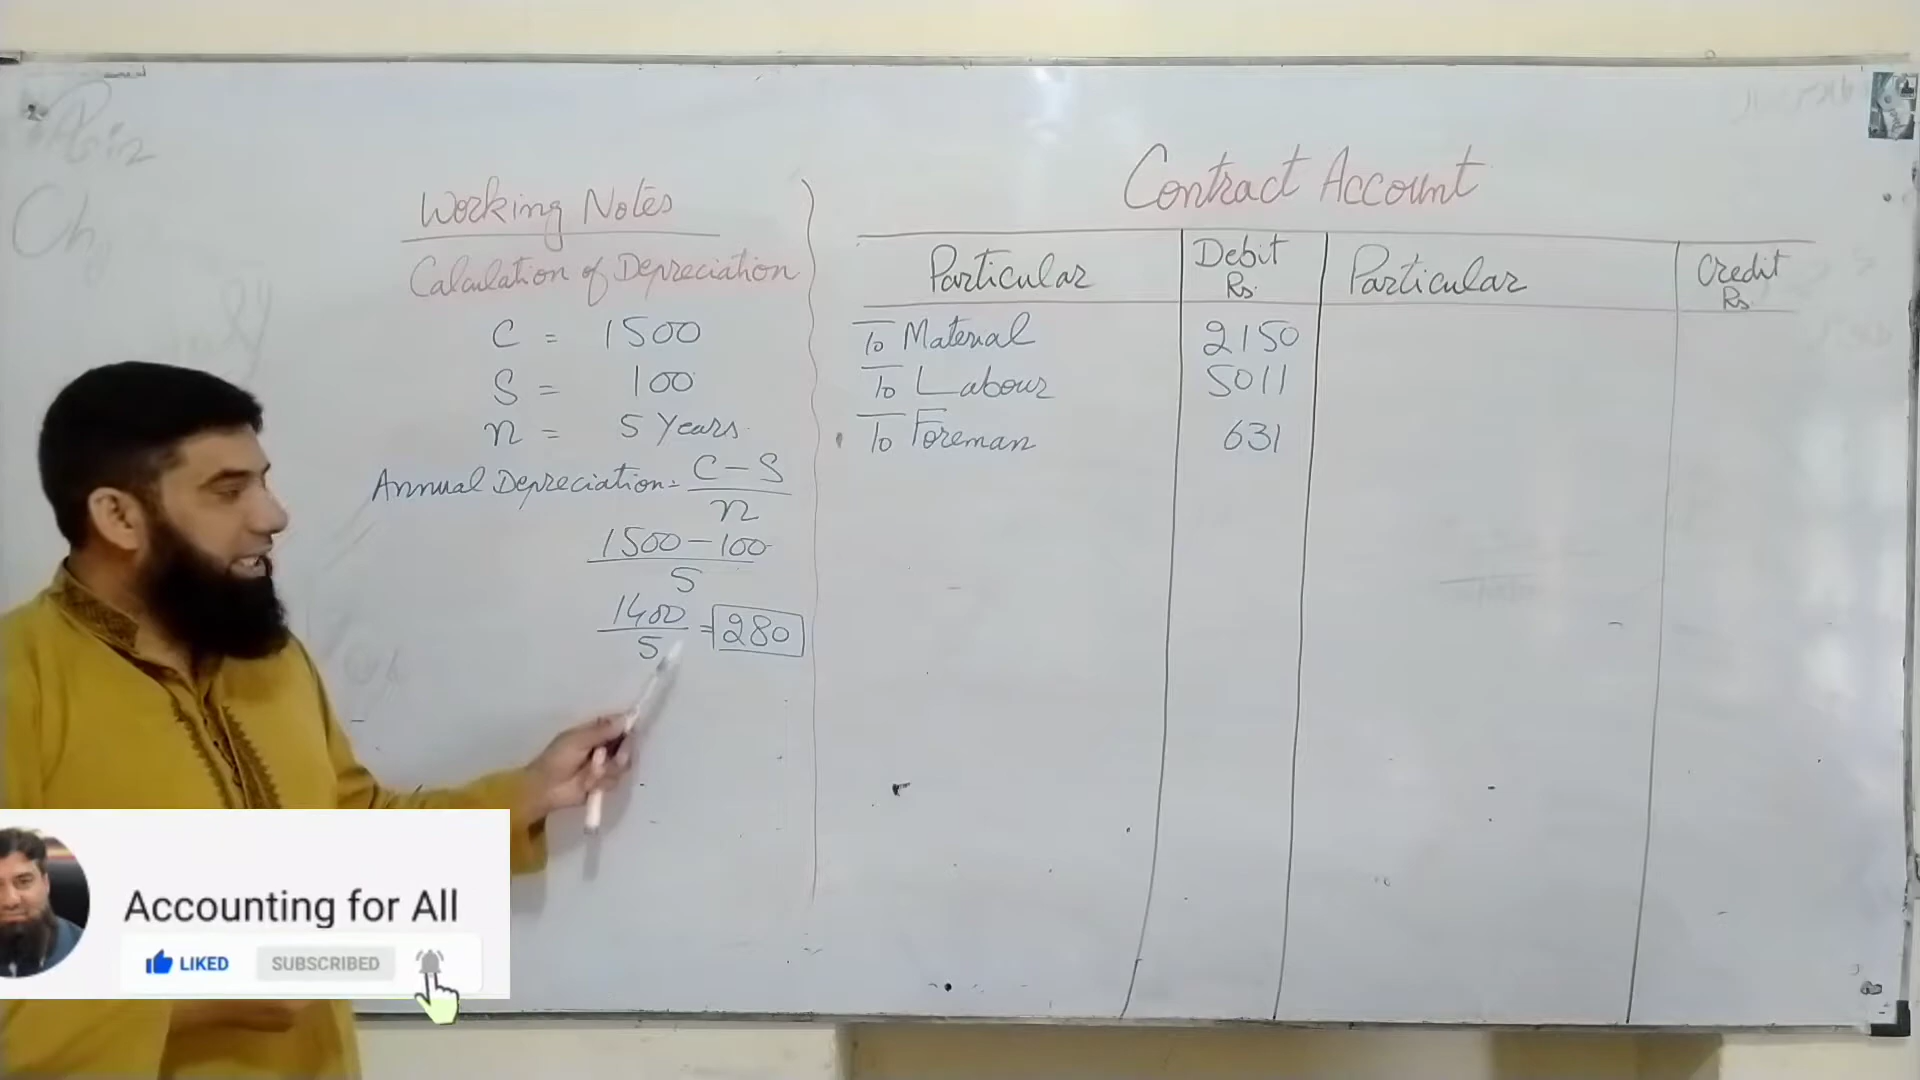 Working Notes
Calculation of Depreciation
C = 1500
S = 100
n = 5 Years
Annual Depreciation = C - S
n
1500 - 100
5
1400
5
= 280
Contract Account
Particular Debit Rs. Particular Credit Rs
To Material 2150
To Labour 5011
To Foreman 631
Accounting for All
LIKED SUBSCRIBED